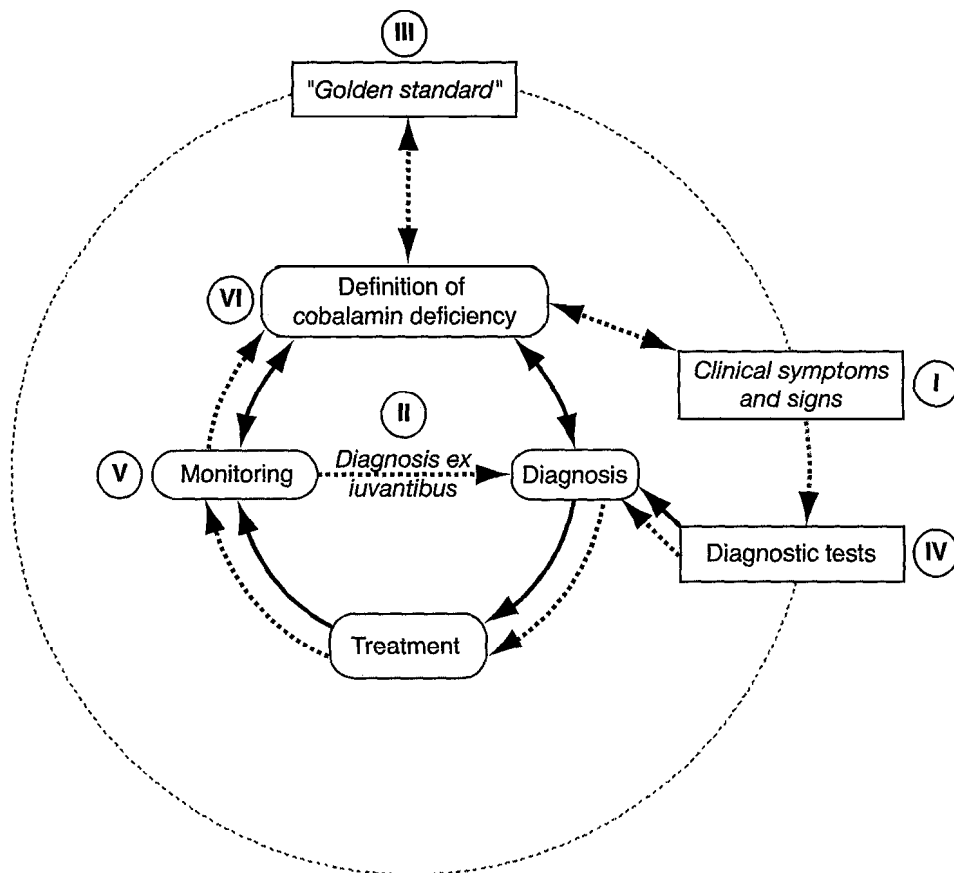 III
"Golden standard"
VI
Definition of
cobalamin deficiency
Clinical symptoms
and signs
I
II
V
Monitoring
Diagnosis ex
iuvantibus
Diagnosis
Diagnostic tests
IV
Treatment